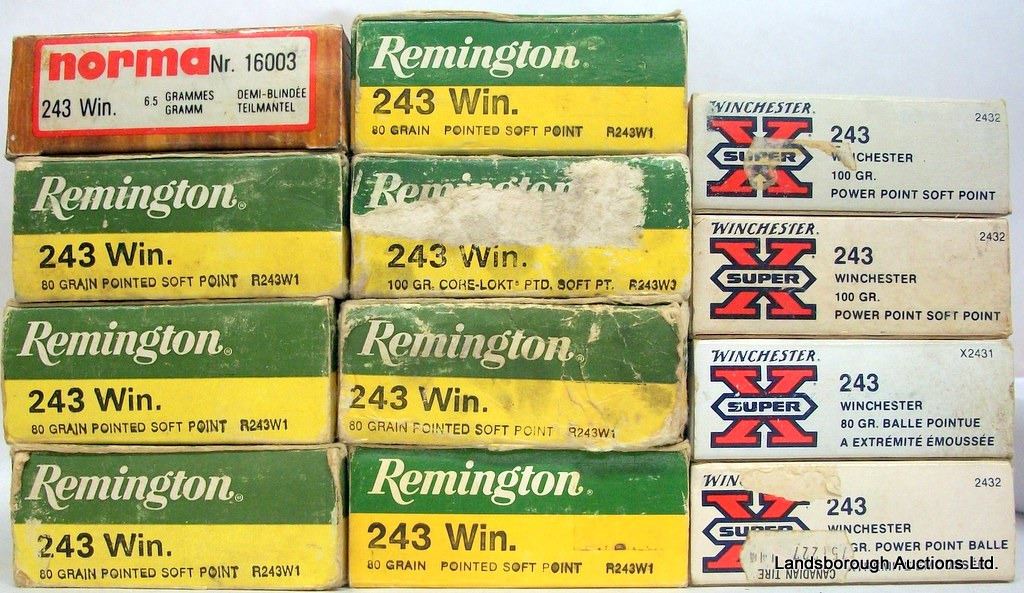 norma Nr. 16003
243 Win. 6.5 GRAMMES DEMI-BLINDÉE
GRAMM TEILMANTEL
Remington
243 Win.
80 GRAIN POINTED SOFT POINT R243W1
Remington
243 Win.
80 GRAIN POINTED SOFT POINT R243W1
Remington
243 Win.
80 GRAIN POINTED SOFT POINT R243W1
Remington
243 Win.
80 GRAIN POINTED SOFT POINT R243W1
Remington
243 Win.
100 GR. CORE-LOKT® PTD. SOFT PT. R243W3
Remington
243 Win.
80 GRAIN POINTED SOFT POINT R243W1
Remington
243 Win.
80 GRAIN POINTED SOFT POINT R243W1
WINCHESTER 2432
X SUPER
243
WINCHESTER
100 GR.
POWER POINT SOFT POINT
WINCHESTER 2432
X SUPER
243
WINCHESTER
100 GR.
POWER POINT SOFT POINT
WINCHESTER X2431
X SUPER
243
WINCHESTER
80 GR. BALLE POINTUE
A EXTRÉMITÉ ÉMOUSSÉE
WIN 2432
X SUPER
243
WINCHESTER
GR. POWER POINT BALLE
CANADIAN TIRE
Landsborough Auctions Ltd.